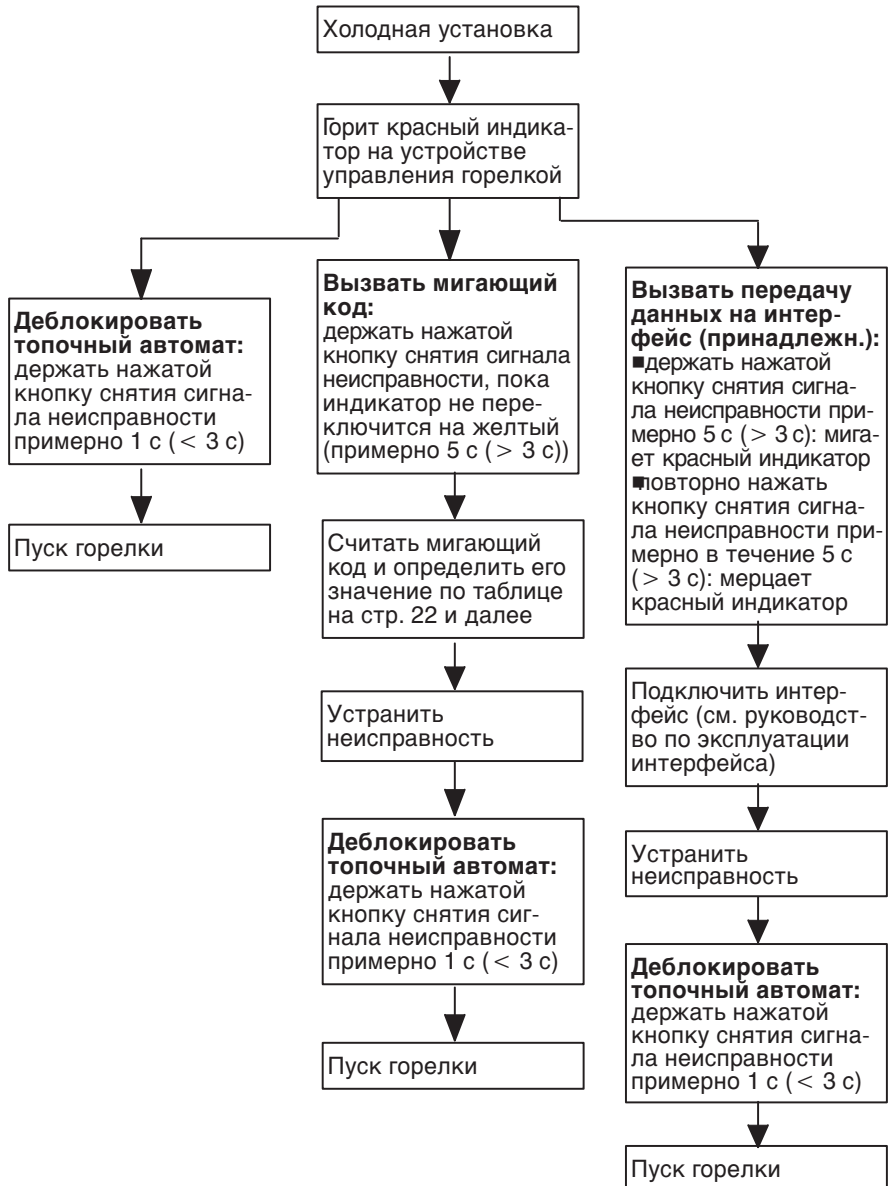 Холодная установка
Горит красный индика-
тор на устройстве
управления горелкой
Деблокировать
топочный автомат:
держать нажатой
кнопку снятия сигна-
ла неисправности
примерно 1 с (< 3 с)
Пуск горелки
Вызвать мигающий
код:
держать нажатой
кнопку снятия сигнала
неисправности, пока
индикатор не пере-
ключится на желтый
(примерно 5 с (> 3 с))
Считать мигающий
код и определить его
значение по таблице
на стр. 22 и далее
Устранить
неисправность
Деблокировать
топочный автомат:
держать нажатой
кнопку снятия сиг-
нала неисправности
примерно 1 с (< 3 с)
Пуск горелки
Вызвать передачу
данных на интер-
фейс (принадлежн.):
■держать нажатой
кнопку снятия сигна-
ла неисправности при-
мерно 5 с (> 3 с): мига-
ет красный индикатор
■повторно нажать
кнопку снятия сигна-
ла неисправности при-
мерно в течение 5 с
(> 3 с): мерцает
красный индикатор
Подключить интер-
фейс (см. руководст-
во по эксплуатации
интерфейса)
Устранить
неисправность
Деблокировать
топочный автомат:
держать нажатой
кнопку снятия сигна-
ла неисправности
примерно 1 с (< 3 с)
Пуск горелки